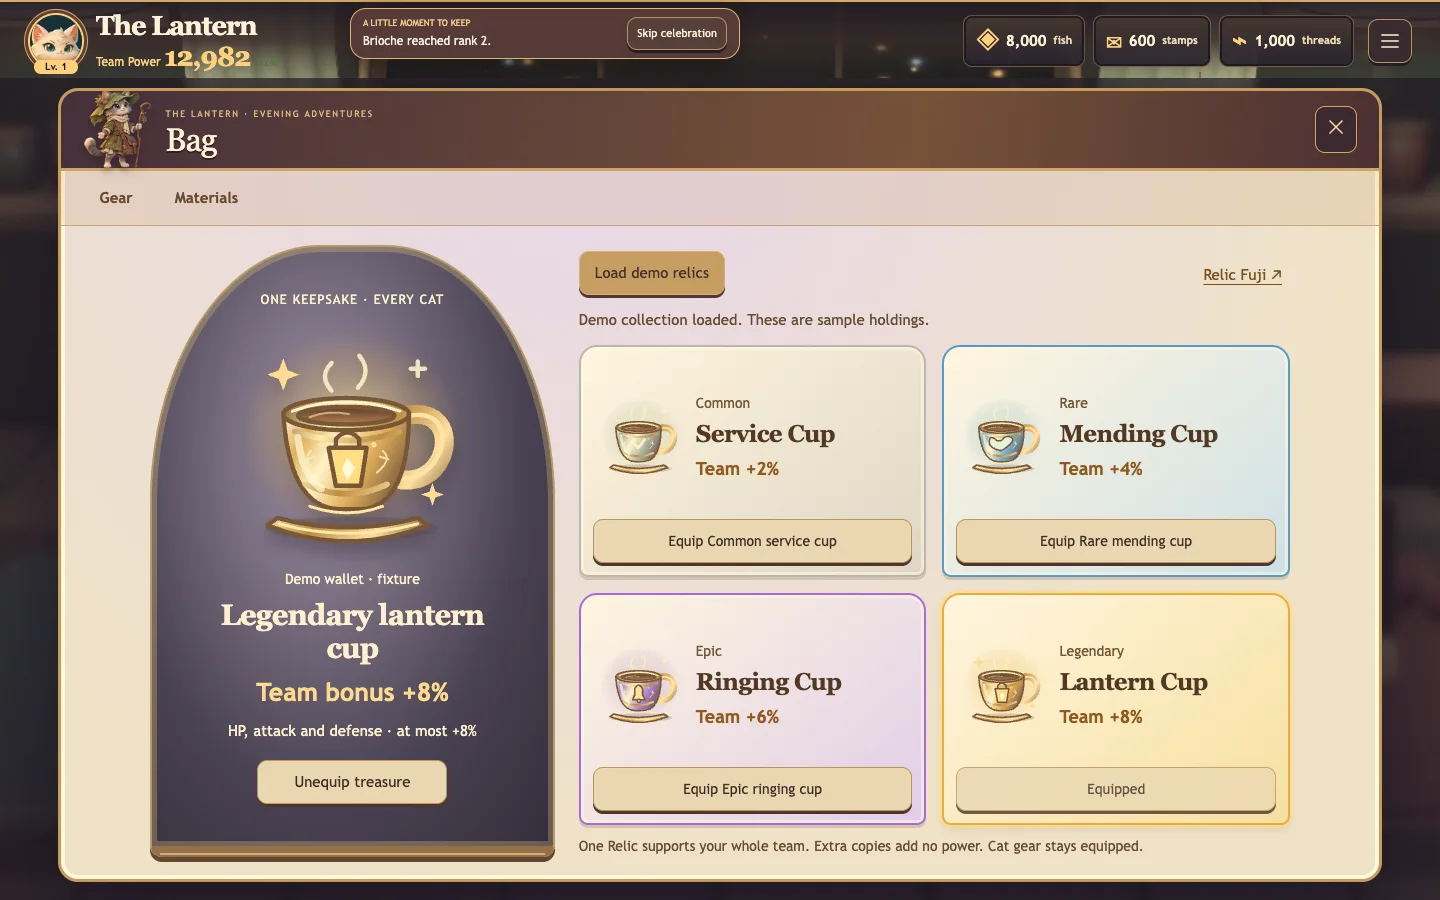 The Lantern
Lv. 1
Team Power 12,982
A LITTLE MOMENT TO KEEP
Brioche reached rank 2.
Skip celebration
8,000 fish
600 stamps
1,000 threads
THE LANTERN · EVENING ADVENTURES
Bag
Gear
Materials
ONE KEEPSAKE · EVERY CAT
Demo wallet · fixture
Legendary lantern
cup
Team bonus +8%
HP, attack and defense · at most +8%
Unequip treasure
Load demo relics
Relic Fuji ↗
Demo collection loaded. These are sample holdings.
Common
Service Cup
Team +2%
Equip Common service cup
Rare
Mending Cup
Team +4%
Equip Rare mending cup
Epic
Ringing Cup
Team +6%
Equip Epic ringing cup
Legendary
Lantern Cup
Team +8%
Equipped
One Relic supports your whole team. Extra copies add no power. Cat gear stays equipped.